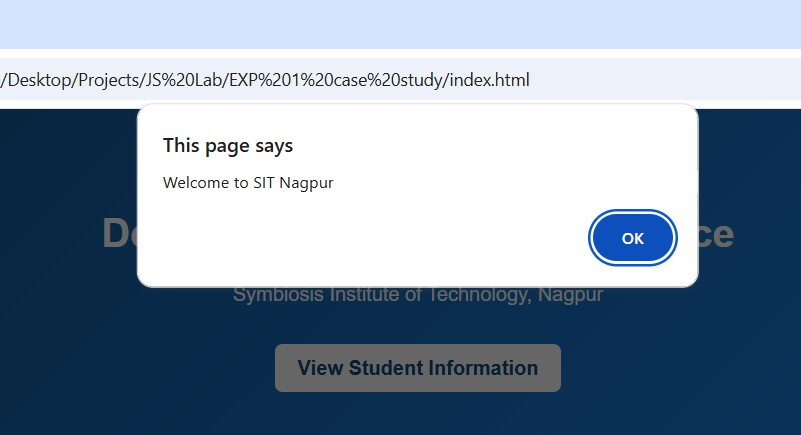 /Desktop/Projects/JS%20Lab/EXP%201%20case%20study/index.html
This page says
Welcome to SIT Nagpur
OK
Symbiosis Institute of Technology, Nagpur
View Student Information